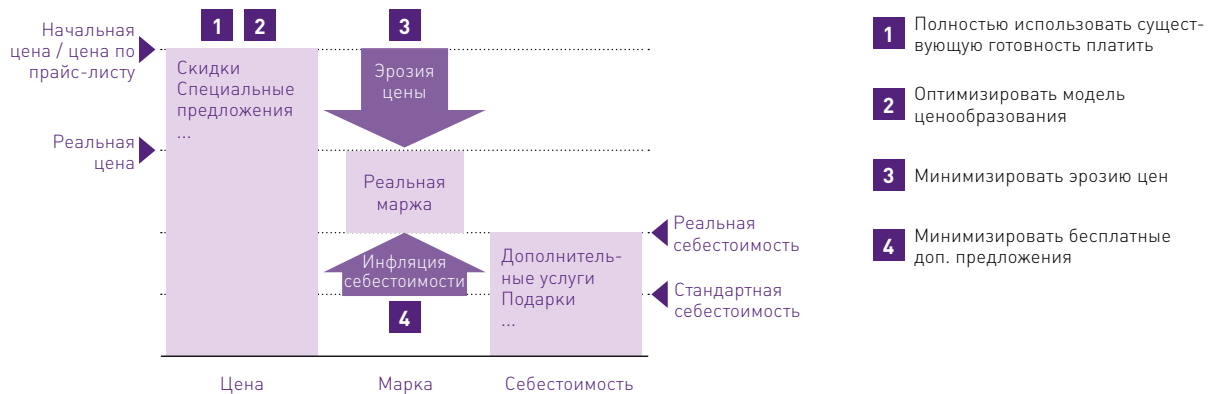 1 2
3
Начальная
цена / цена по
прайс-листу
Скидки
Специальные
предложения
...
Эрозия
цены
Реальная
цена
Реальная
маржа
Реальная
себестоимость
Инфляция
себестоимости
Дополнитель-
ные услуги
Подарки
...
Стандартная
себестоимость
4
Цена
Марка
Себестоимость
1 Полностью использовать сущест-
вующую готовность платить
2 Оптимизировать модель
ценообразования
3 Минимизировать эрозию цен
4 Минимизировать бесплатные
доп. предложения